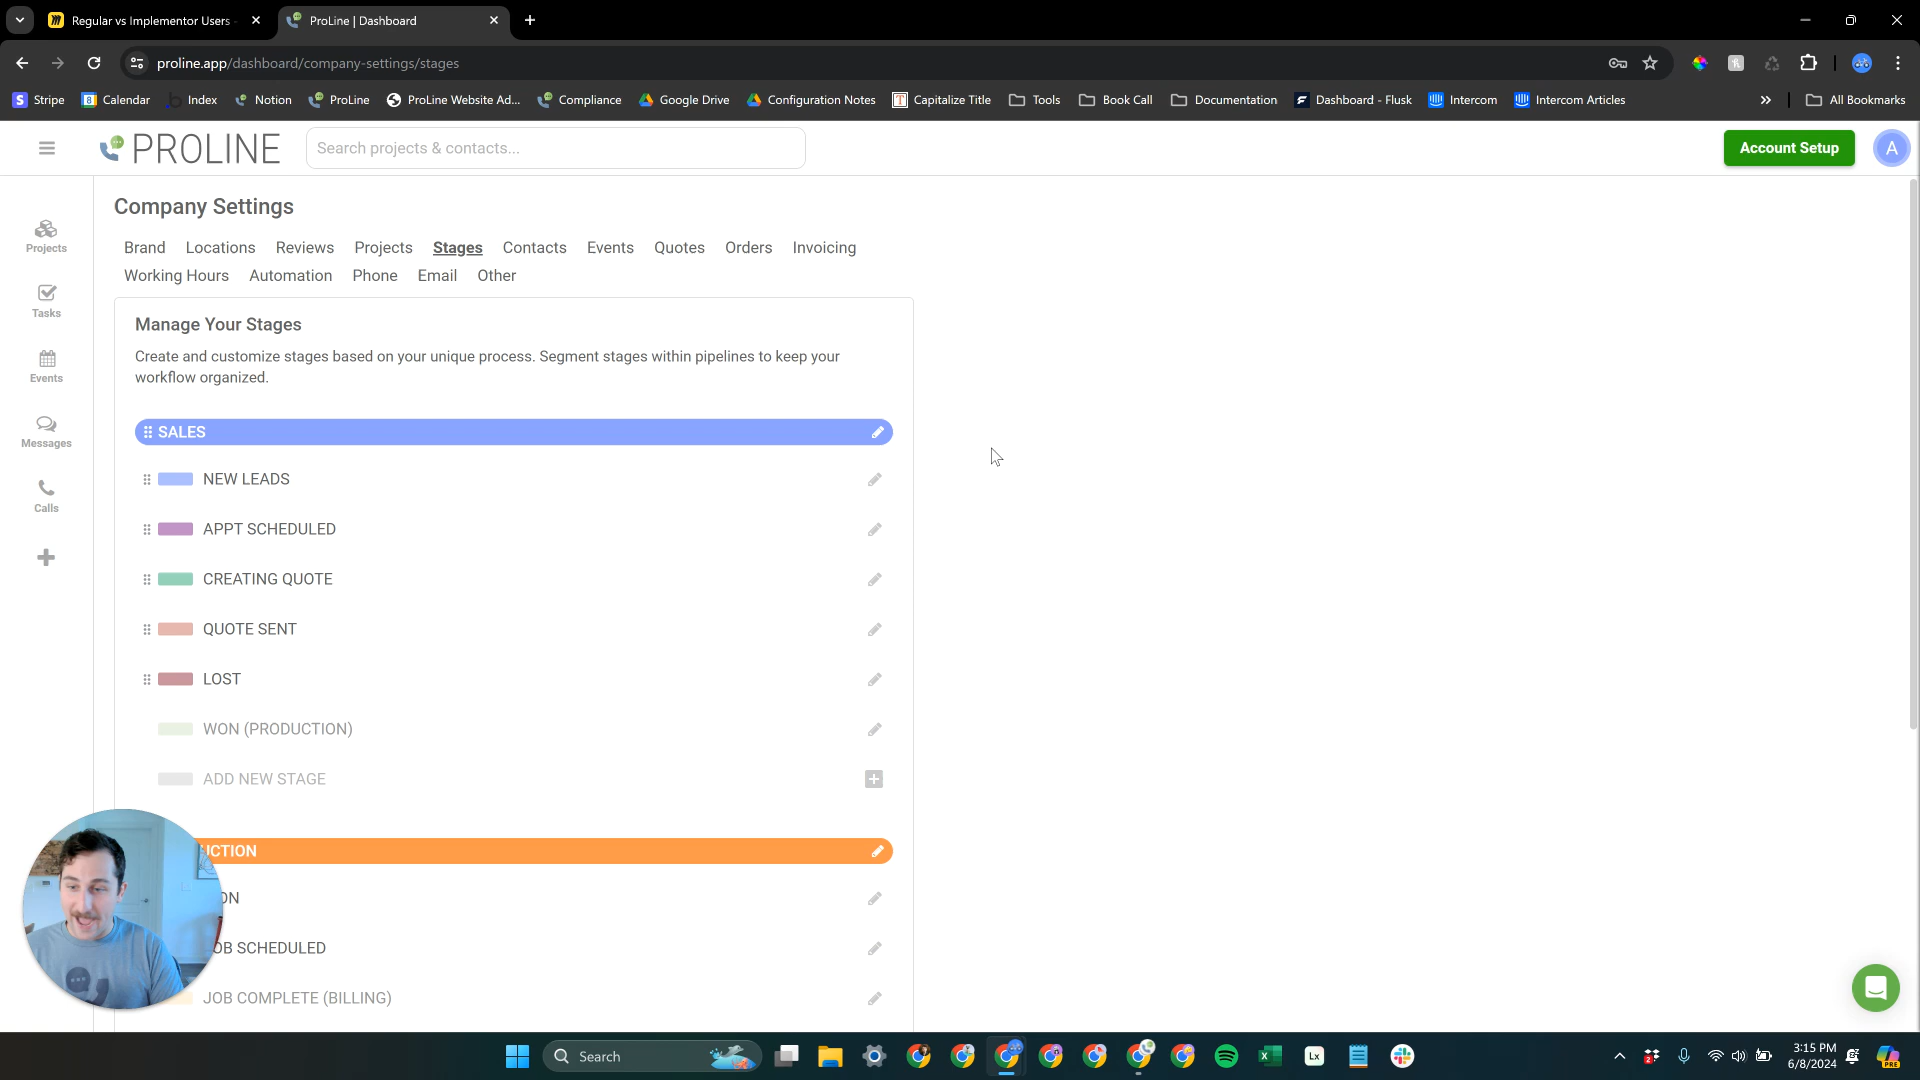 Regular vs Implementor Users
ProLine | Dashboard
proline.app/dashboard/company-settings/stages
Stripe
Calendar
Index
Notion
ProLine
ProLine Website Ad...
Compliance
Google Drive
Configuration Notes
Capitalize Title
Tools
Book Call
Documentation
Dashboard - Flusk
Intercom
Intercom Articles
All Bookmarks
PROLINE
Search projects & contacts...
Account Setup
A
Projects
Tasks
Events
Messages
Calls
Company Settings
Brand Locations Reviews Projects Stages Contacts Events Quotes Orders Invoicing
Working Hours Automation Phone Email Other
Manage Your Stages
Create and customize stages based on your unique process. Segment stages within pipelines to keep your
workflow organized.
SALES
NEW LEADS
APPT SCHEDULED
CREATING QUOTE
QUOTE SENT
LOST
WON (PRODUCTION)
ADD NEW STAGE
UCTION
ON
OB SCHEDULED
JOB COMPLETE (BILLING)
Search
Lx
2
3:15 PM
6/8/2024
PRE